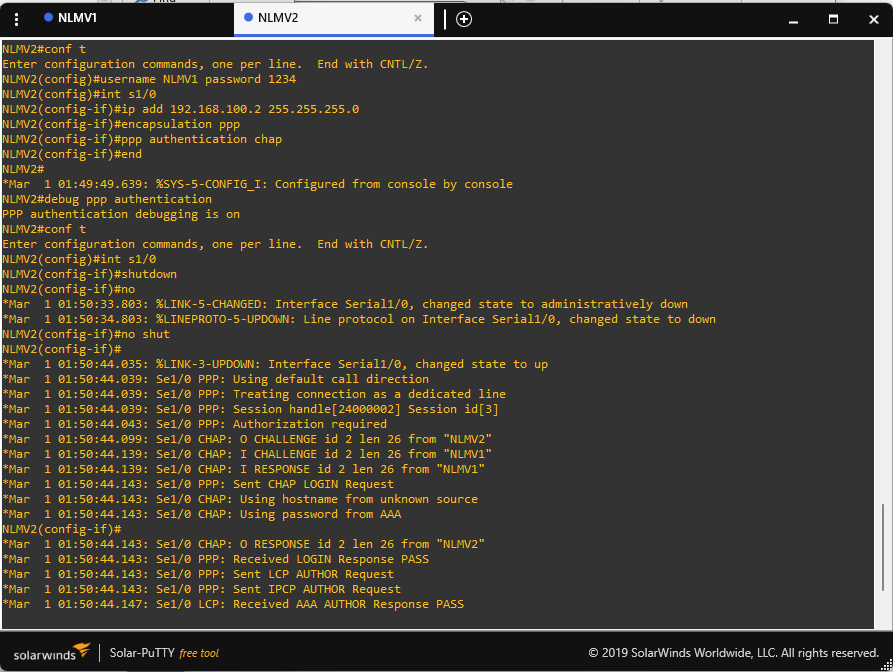 NLMV1
NLMV2
NLMV2#conf t
Enter configuration commands, one per line.  End with CNTL/Z.
NLMV2(config)#username NLMV1 password 1234
NLMV2(config)#int s1/0
NLMV2(config-if)#ip add 192.168.100.2 255.255.255.0
NLMV2(config-if)#encapsulation ppp
NLMV2(config-if)#ppp authentication chap
NLMV2(config-if)#end
NLMV2#
*Mar  1 01:49:49.639: %SYS-5-CONFIG_I: Configured from console by console
NLMV2#debug ppp authentication
PPP authentication debugging is on
NLMV2#conf t
Enter configuration commands, one per line.  End with CNTL/Z.
NLMV2(config)#int s1/0
NLMV2(config-if)#shutdown
NLMV2(config-if)#no
*Mar  1 01:50:33.803: %LINK-5-CHANGED: Interface Serial1/0, changed state to administratively down
*Mar  1 01:50:34.803: %LINEPROTO-5-UPDOWN: Line protocol on Interface Serial1/0, changed state to down
NLMV2(config-if)#no shut
NLMV2(config-if)#
*Mar  1 01:50:44.035: %LINK-3-UPDOWN: Interface Serial1/0, changed state to up
*Mar  1 01:50:44.039: Se1/0 PPP: Using default call direction
*Mar  1 01:50:44.039: Se1/0 PPP: Treating connection as a dedicated line
*Mar  1 01:50:44.039: Se1/0 PPP: Session handle[24000002] Session id[3]
*Mar  1 01:50:44.043: Se1/0 PPP: Authorization required
*Mar  1 01:50:44.099: Se1/0 CHAP: O CHALLENGE id 2 len 26 from "NLMV2"
*Mar  1 01:50:44.139: Se1/0 CHAP: I CHALLENGE id 2 len 26 from "NLMV1"
*Mar  1 01:50:44.139: Se1/0 CHAP: I RESPONSE id 2 len 26 from "NLMV1"
*Mar  1 01:50:44.143: Se1/0 PPP: Sent CHAP LOGIN Request
*Mar  1 01:50:44.143: Se1/0 CHAP: Using hostname from unknown source
*Mar  1 01:50:44.143: Se1/0 CHAP: Using password from AAA
NLMV2(config-if)#
*Mar  1 01:50:44.143: Se1/0 CHAP: O RESPONSE id 2 len 26 from "NLMV2"
*Mar  1 01:50:44.143: Se1/0 PPP: Received LOGIN Response PASS
*Mar  1 01:50:44.143: Se1/0 PPP: Sent LCP AUTHOR Request
*Mar  1 01:50:44.143: Se1/0 PPP: Sent IPCP AUTHOR Request
*Mar  1 01:50:44.147: Se1/0 LCP: Received AAA AUTHOR Response PASS
solarwinds Solar-PuTTY free tool © 2019 SolarWinds Worldwide, LLC. All rights reserved.